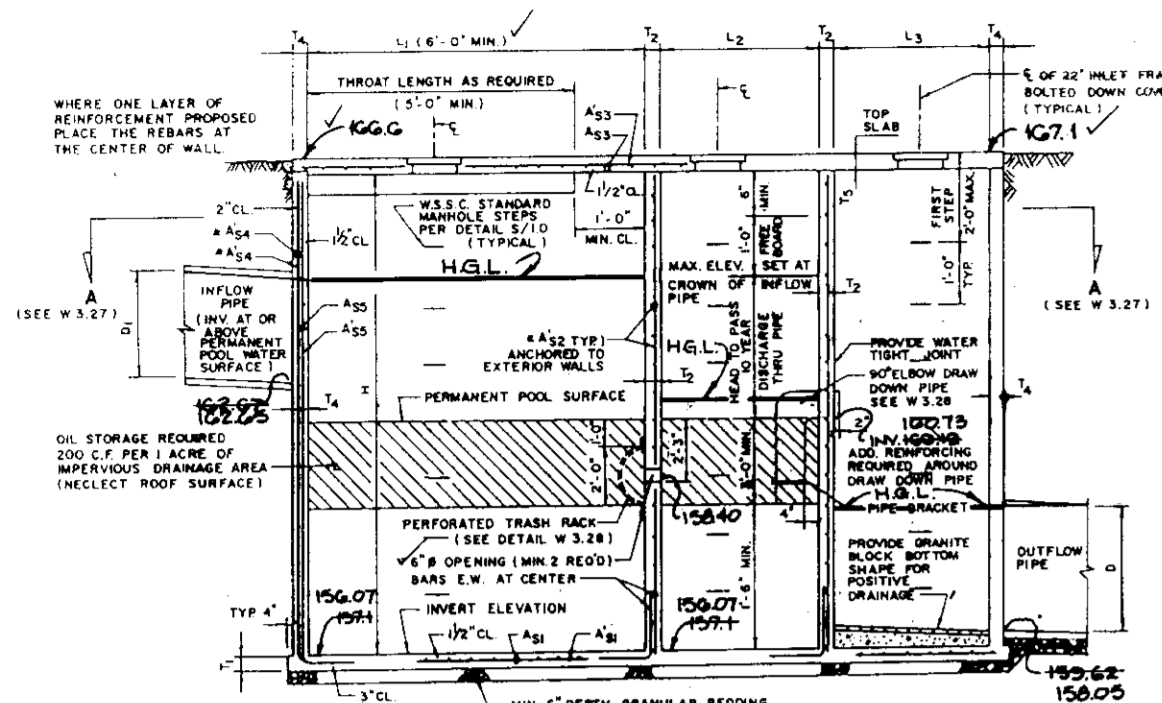 T4
L1 (6'-0" MIN.)
T2
L2
T2
L3
T4
THROAT LENGTH AS REQUIRED
(5'-0" MIN.)
℄
℄
℄ OF 22" INLET FRA
BOLTED DOWN COV
(TYPICAL)
WHERE ONE LAYER OF
REINFORCEMENT PROPOSED
PLACE THE REBARS AT
THE CENTER OF WALL.
166.6
A'S3
A'S3
TOP
SLAB
167.1
1 1/2" CL
2" CL.
W.S.S.C. STANDARD
MANHOLE STEPS
PER DETAIL S/1.0
(TYPICAL)
1'-0"
MIN. CL.
6" MIN.
1'-0" FREE BOARD
T5
FIRST STEP
2'-0" MAX.
1'-0" TYP.
A'S4
A'S4
1 1/2" CL
H.G.L.
A
(SEE W 3.27)
A
(SEE W 3.27)
MAX. ELEV. SET AT
CROWN OF INFLOW
PIPE
T2
INFLOW
PIPE
(INV. AT OR
ABOVE
PERMANENT
POOL WATER
SURFACE)
D1
AS5
A'S5
A'S2 TYP)
ANCHORED TO
EXTERIOR WALLS
HEAD TO PASS
10 YEAR
DISCHARGE
THRU PIPE
H.G.L.
PROVIDE WATER
TIGHT JOINT
90° ELBOW DRAW
DOWN PIPE
SEE W 3.28
H
T2
T4
T4
162.65
PERMANENT POOL SURFACE
2"
160.73
INV.
OIL STORAGE REQUIRED
200 C.F. PER 1 ACRE OF
IMPERVIOUS DRAINAGE AREA
(NEGLECT ROOF SURFACE)
1'-0"
2'-0"
2'-3"
ADD. REINFORCING
REQUIRED AROUND
DRAW DOWN PIPE
H.G.L.
PIPE BRACKET
4"
158.40
PERFORATED TRASH RACK
(SEE DETAIL W 3.28)
6" Ø OPENING (MIN. 2 REQ'D)
BARS E.W. AT CENTER
1'-6" MIN.
PROVIDE GRANITE
BLOCK BOTTOM
SHAPE FOR
POSITIVE
DRAINAGE
OUTFLOW
PIPE
D
TYP. 4"
156.07
157.1
INVERT ELEVATION
156.07
157.1
1 1/2" CL.
AS1
A'S1
T1
3" CL.
MIN. 6" DEPTH GRANULAR BEDDING
159.62
158.05